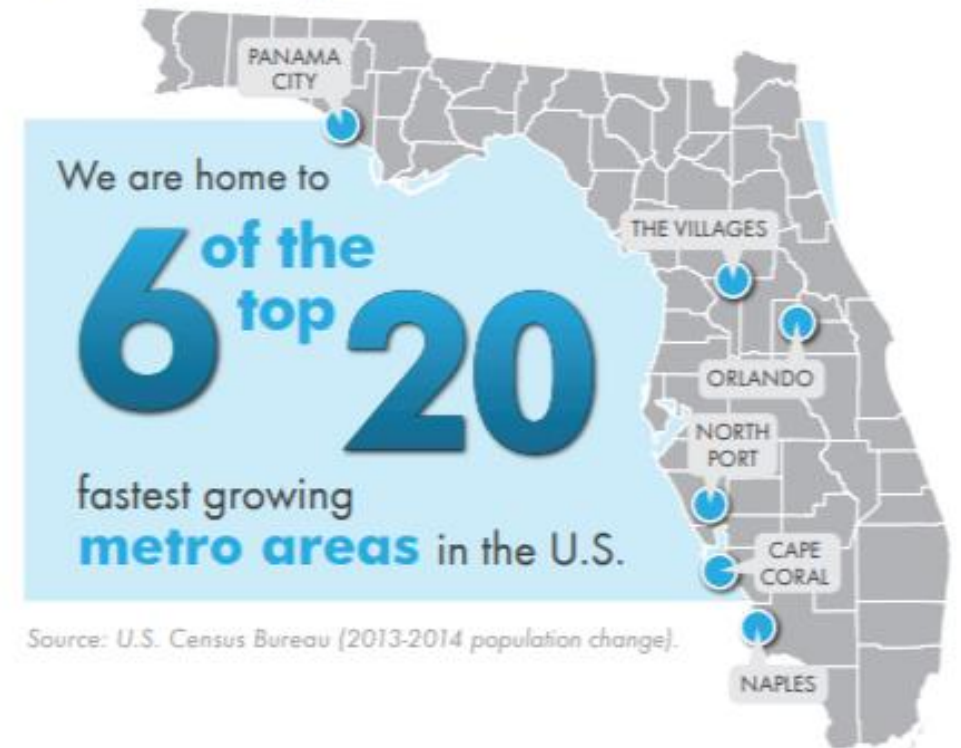 PANAMA
CITY
We are home to
6 of the
top 20
fastest growing
metro areas in the U.S.
THE VILLAGES
ORLANDO
NORTH
PORT
CAPE
CORAL
NAPLES
Source: U.S. Census Bureau (2013-2014 population change).